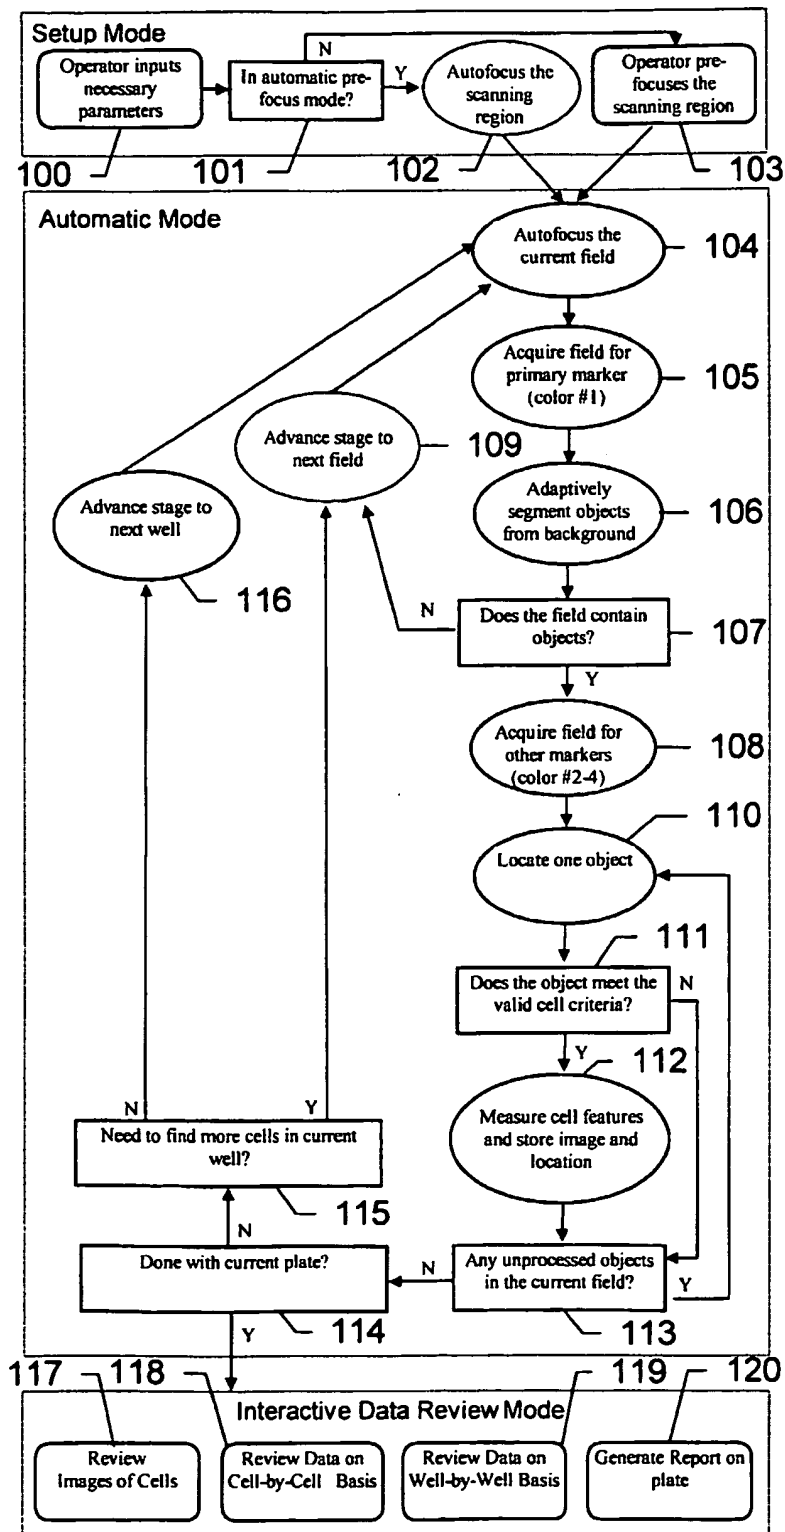 Setup Mode
N
Operator inputs
necessary
parameters
In automatic pre-
focus mode?
Y
Autofocus the
scanning
region
Operator pre-
focuses the
scanning region
100
101
102
103
Automatic Mode
Autofocus the
current field
104
Acquire field for
primary marker
(color #1)
105
Advance stage to
next field
109
Advance stage to
next well
116
Adaptively
segment objects
from background
106
N
Does the field contain
objects?
107
Y
Acquire field for
other markers
(color #2-4)
108
110
Locate one object
111
Does the object meet the
valid cell criteria?
N
Y
112
Measure cell features
and store image and
location
N
Y
Need to find more cells in current
well?
115
N
Done with current plate?
N
Any unprocessed objects
in the current field?
Y
Y
114
113
117
118
119
120
Interactive Data Review Mode
Review
Images of Cells
Review Data on
Cell-by-Cell Basis
Review Data on
Well-by-Well Basis
Generate Report on
plate